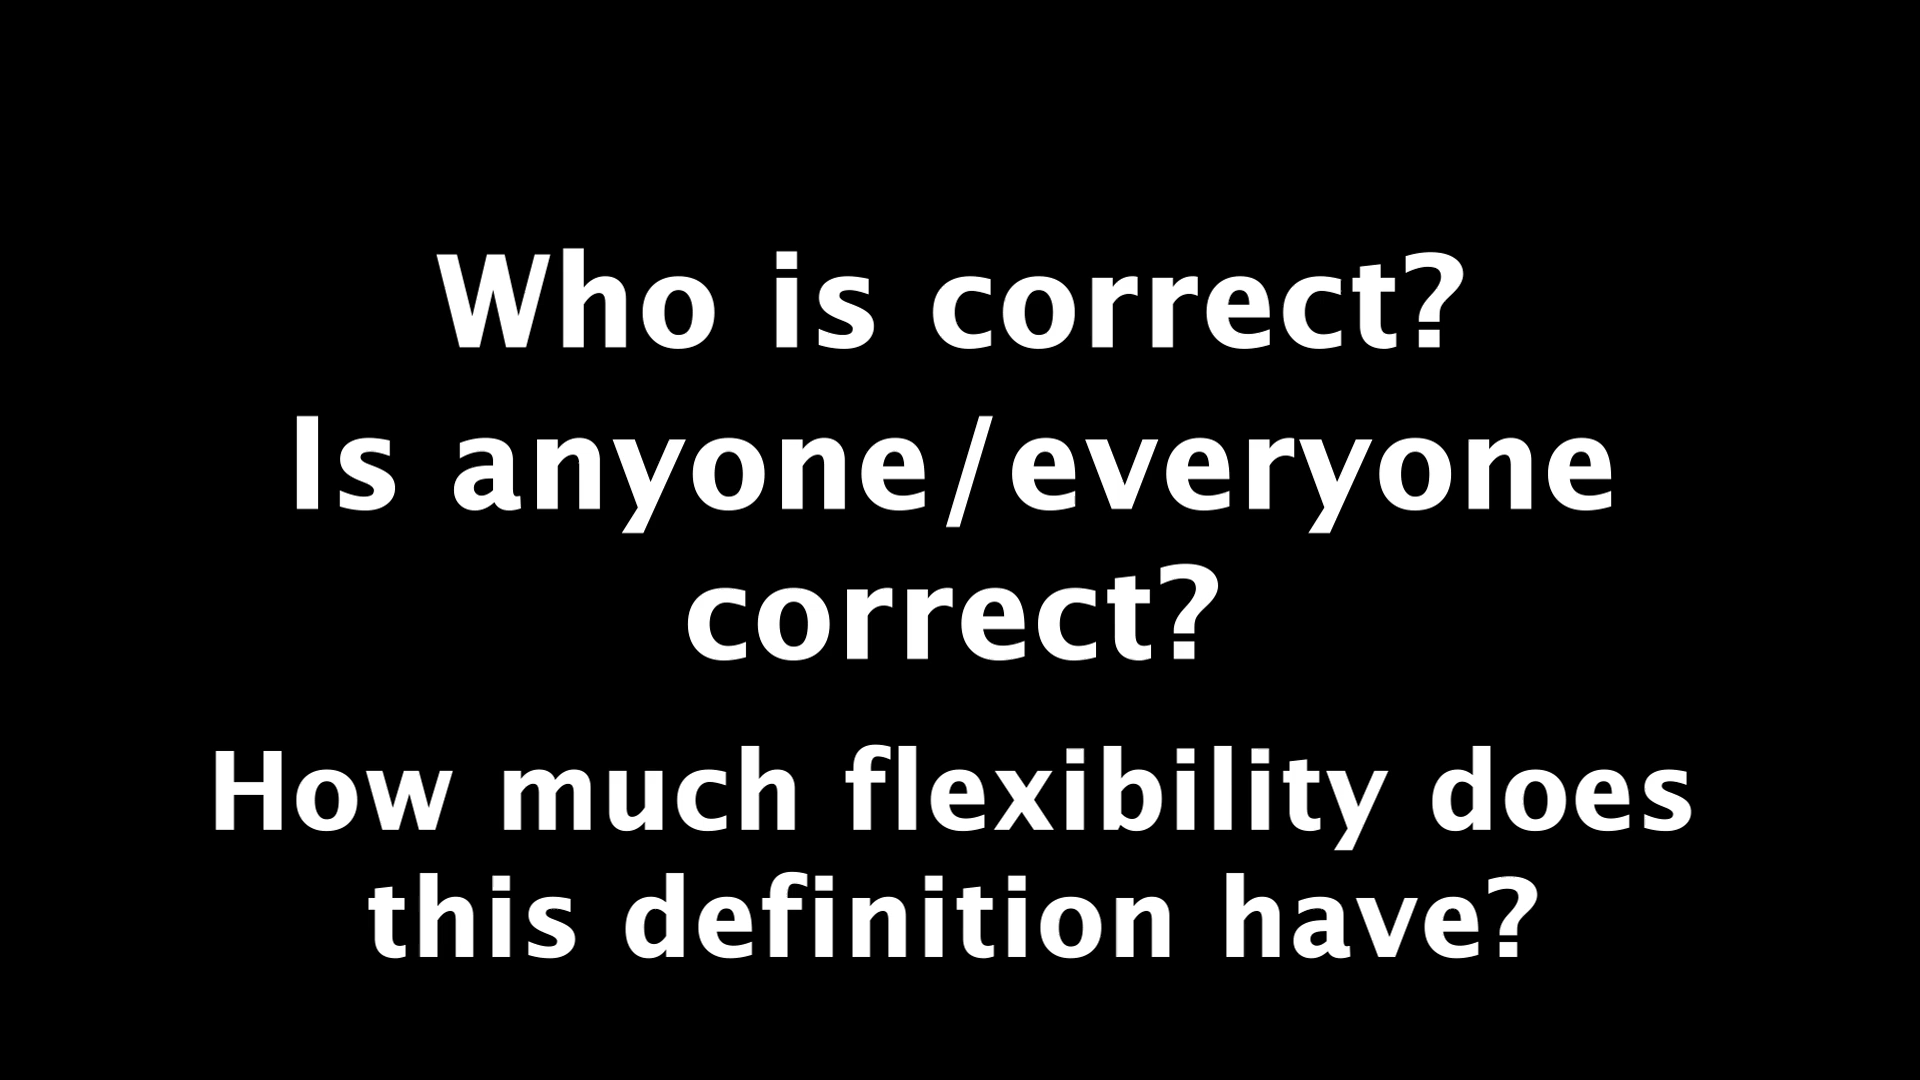 Who is correct?
Is anyone/everyone
correct?
How much flexibility does
this definition have?